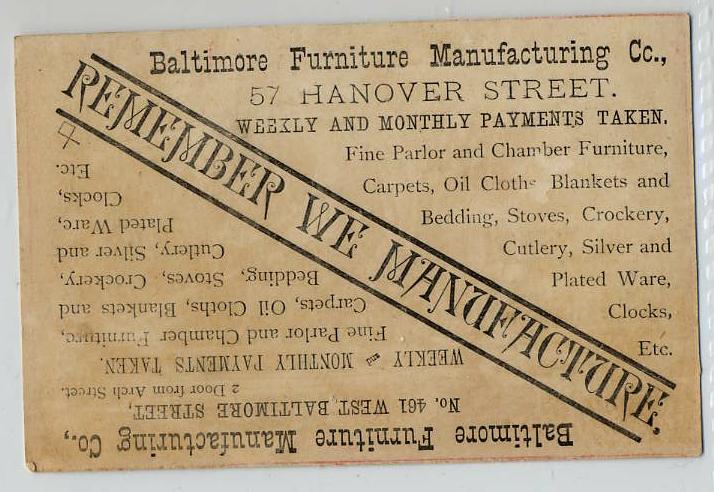 Baltimore Furniture Manufacturing Co.,
57 HANOVER STREET.
WEEKLY AND MONTHLY PAYMENTS TAKEN.
Fine Parlor and Chamber Furniture,
Carpets, Oil Cloths Blankets and
Bedding, Stoves, Crockery,
Cutlery, Silver and
Plated Ware,
Clocks,
Etc.
REMEMBER WE MANUFACTURE.
Baltimore Furniture Manufacturing Co.,
No. 461 WEST BALTIMORE STREET,
2 Door from Arch Street.
WEEKLY and MONTHLY PAYMENTS TAKEN.
Fine Parlor and Chamber Furniture,
Carpets, Oil Cloths, Blankets and
Bedding, Stoves, Crockery,
Cutlery, Silver and
Plated Ware,
Clocks,
Etc.